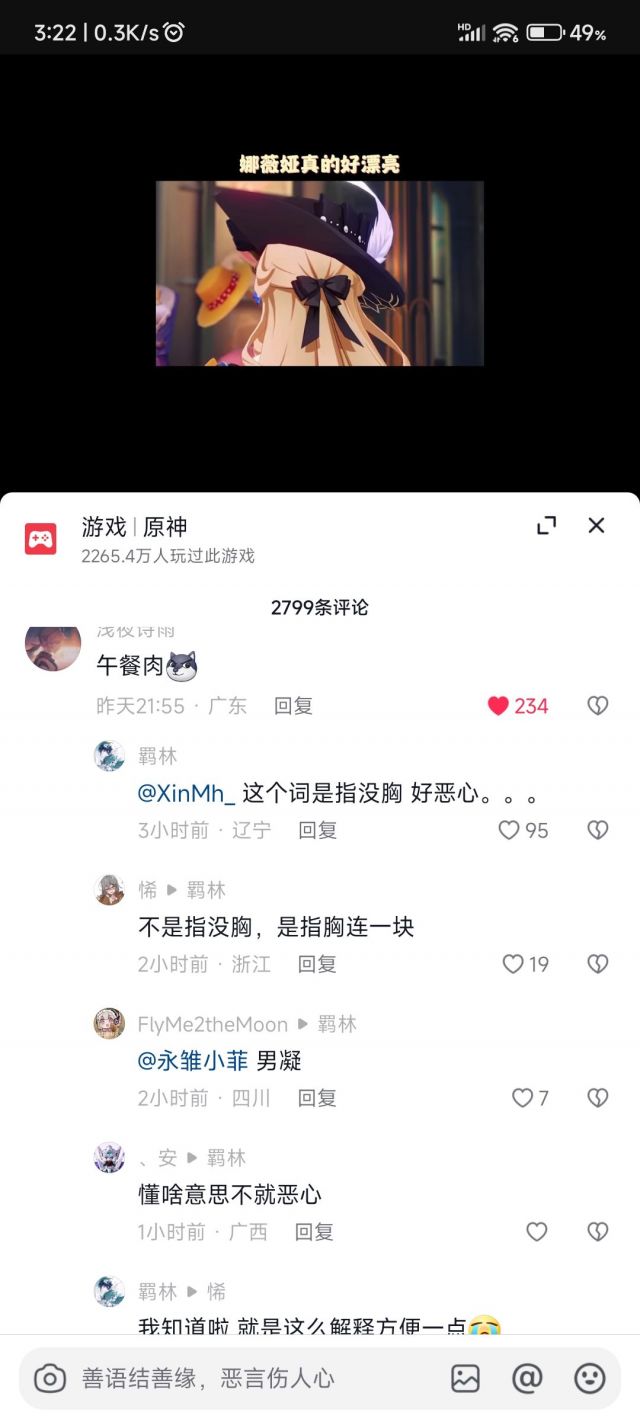 3:22 | 0.3K/s
HD 6 49%
娜薇娅真的好漂亮
游戏 | 原神
2265.4万人玩过此游戏
2799条评论
浅夜诗雨
午餐肉
昨天21:55 · 广东 回复 234
羁林
@XinMh_ 这个词是指没胸 好恶心。。。
3小时前 · 辽宁 回复 95
悕 ▶ 羁林
不是指没胸，是指胸连一块
2小时前 · 浙江 回复 19
FlyMe2theMoon ▶ 羁林
@永雏小菲 男凝
2小时前 · 四川 回复 7
、安 ▶ 羁林
懂啥意思不就恶心
1小时前 · 广西 回复
羁林 ▶ 悕
我知道啦 就是这么解释方便一点😭
善语结善缘，恶言伤人心